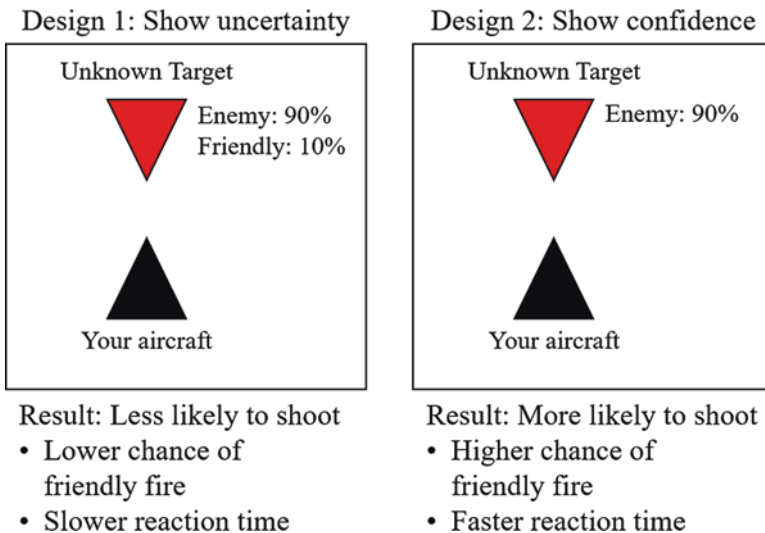 Design 1: Show uncertainty
Unknown Target
Enemy: 90%
Friendly: 10%
Your aircraft
Result: Less likely to shoot
• Lower chance of
friendly fire
• Slower reaction time
Design 2: Show confidence
Unknown Target
Enemy: 90%
Your aircraft
Result: More likely to shoot
• Higher chance of
friendly fire
• Faster reaction time